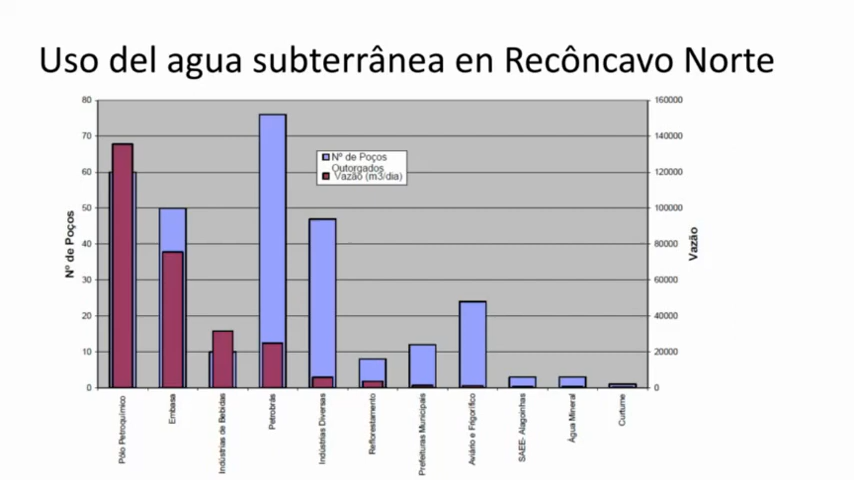 Uso del agua subterrânea en Recôncavo Norte
80
70
60
50
40
30
20
10
0
Nº de Poços
160000
140000
120000
100000
80000
60000
40000
20000
0
Vazão
Nº de Poços
Outorgados
Vazão (m3/dia)
Pólo Petroquímico
Embasa
Indústrias de Bebidas
Petrobrás
Indústrias Diversas
Reflorestamento
Prefeituras Municipais
Aviário e Frigorífico
SAEE- Alagoinhas
Água Mineral
Curtume